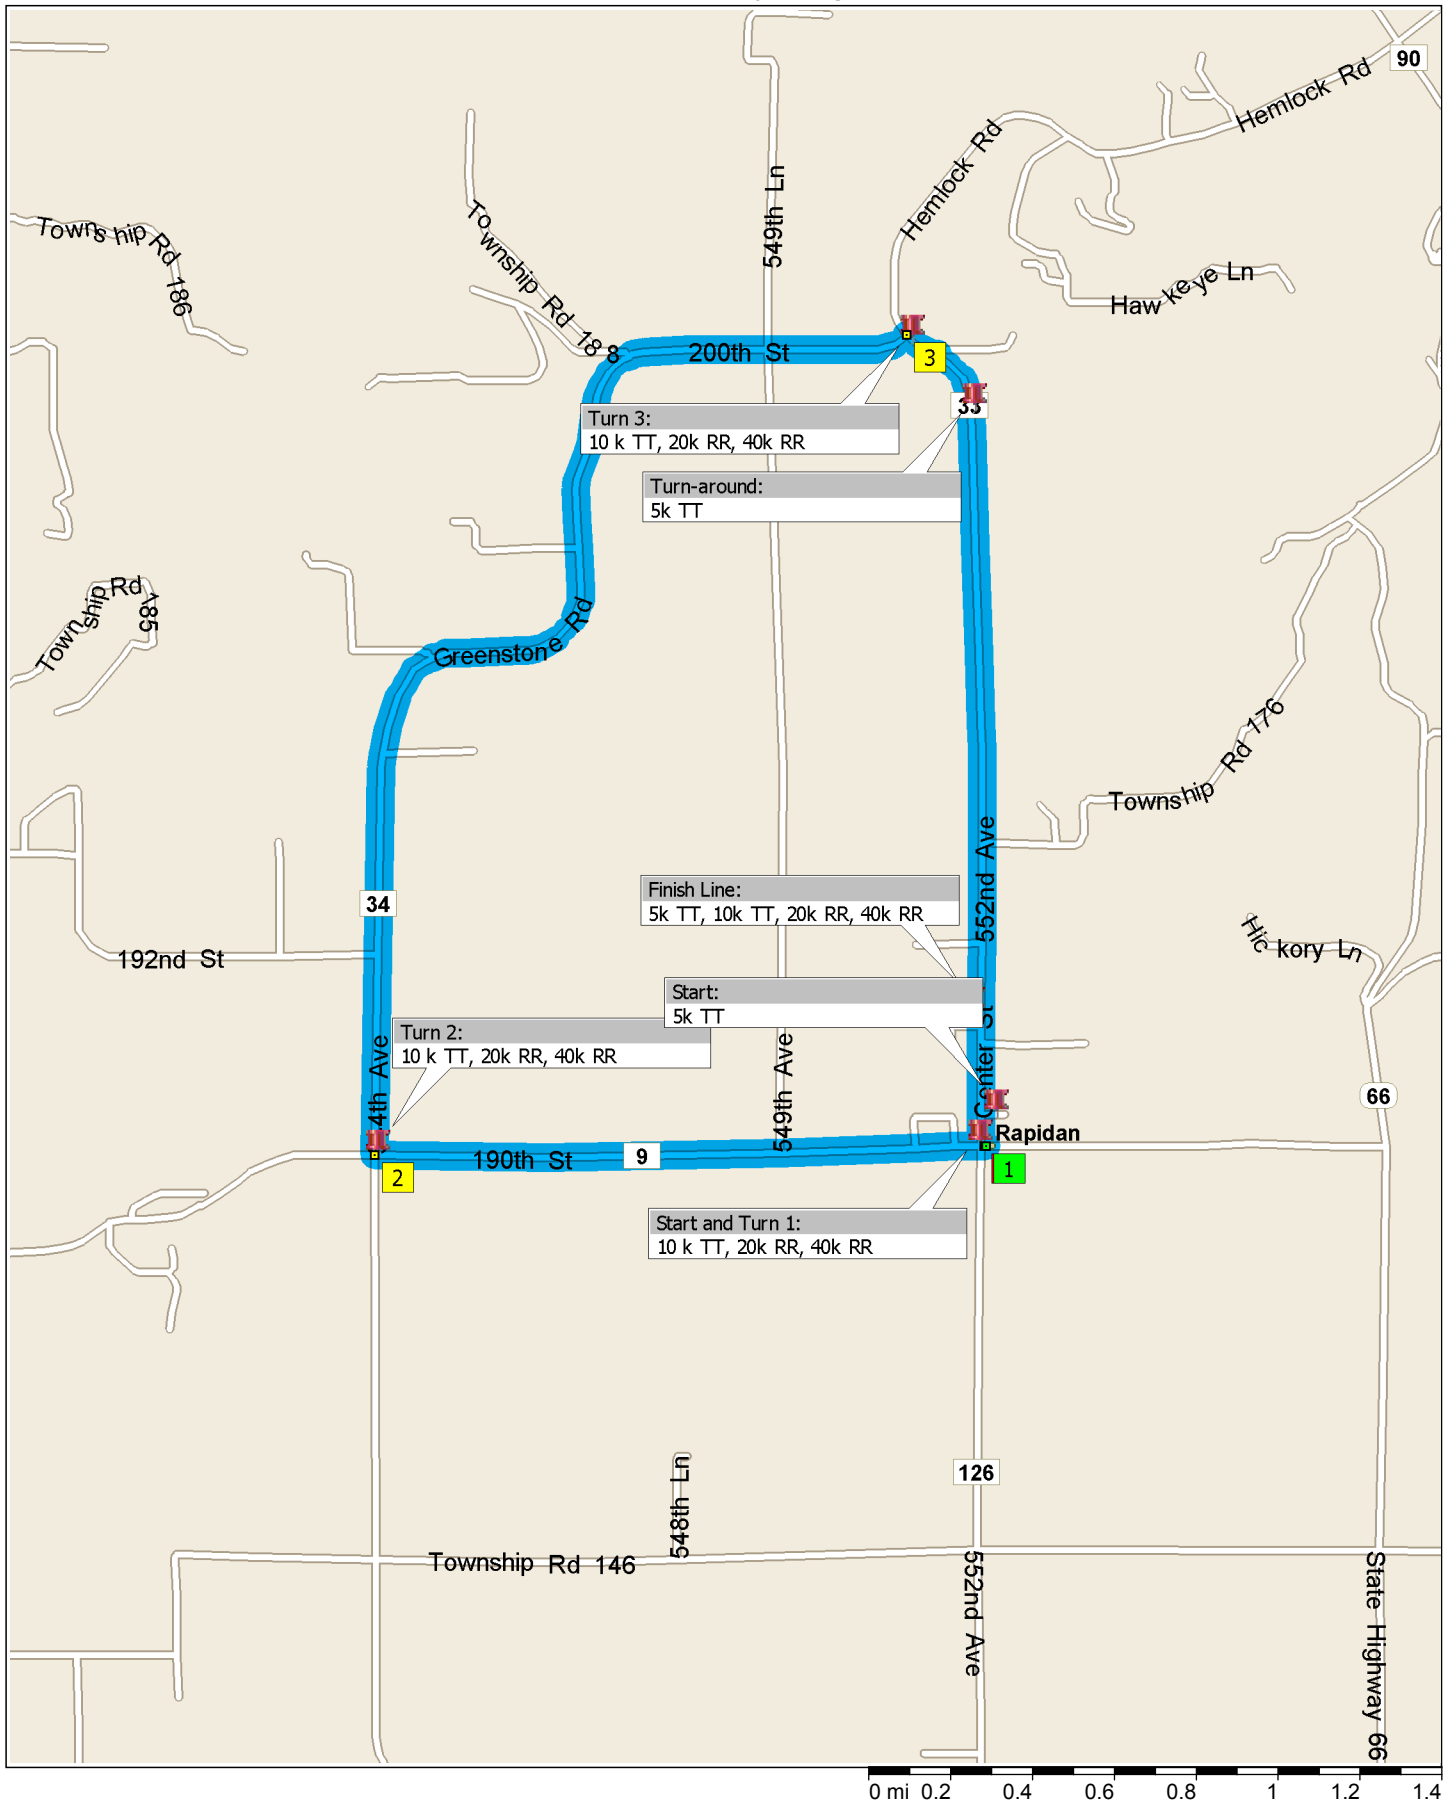 90
Hemlock Rd
Hemlock Rd
549th Ln
Township Rd 186
Township Rd 188
Hawkeye Ln
200th St
3
33
Turn 3:
10 k TT, 20k RR, 40k RR
Turn-around:
5k TT
Township Rd 185
Greenstone Rd
Township Rd 176
552nd Ave
Finish Line:
5k TT, 10k TT, 20k RR, 40k RR
34
192nd St
Hickory Ln
Start:
5k TT
Center St
Turn 2:
10 k TT, 20k RR, 40k RR
4th Ave
549th Ave
66
Rapidan
190th St
9
1
2
Start and Turn 1:
10 k TT, 20k RR, 40k RR
126
548th Ln
Township Rd 146
552nd Ave
State Highway 66
0 mi 0.2 0.4 0.6 0.8 1 1.2 1.4